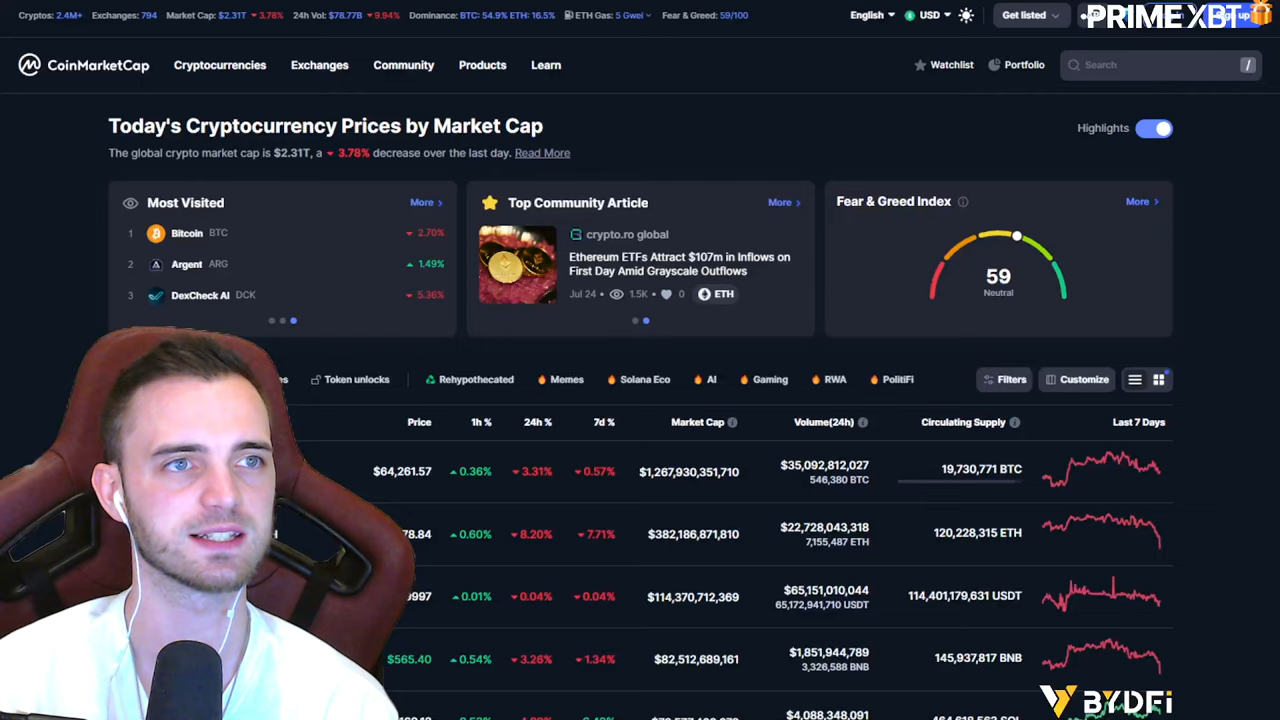 Cryptos: 2.4M+ Exchanges: 794 Market Cap: $2.31T 3.78% 24h Vol: $78.77B 9.94% Dominance: BTC: 54.9% ETH: 16.5% ETH Gas: 5 Gwei Fear & Greed: 59/100
English USD Get listed PRIME XBT
CoinMarketCap Cryptocurrencies Exchanges Community Products Learn
Watchlist Portfolio Search /
Today's Cryptocurrency Prices by Market Cap
Highlights
The global crypto market cap is $2.31T, a 3.78% decrease over the last day. Read More
Most Visited More >
1 Bitcoin BTC 2.70%
2 Argent ARG 1.49%
3 DexCheck AI DCK 5.36%
Top Community Article More >
crypto.ro global
Ethereum ETFs Attract $107m in Inflows on
First Day Amid Grayscale Outflows
Jul 24 • 1.5K • 0 ETH
Fear & Greed Index More >
59
Neutral
Token unlocks Rehypothecated Memes Solana Eco AI Gaming RWA PolitiFi Filters Customize
Price 1h % 24h % 7d % Market Cap Volume(24h) Circulating Supply Last 7 Days
$64,261.57 0.36% 3.31% 0.57% $1,267,930,351,710 $35,092,812,027 19,730,771 BTC
546,380 BTC
78.84 0.60% 8.20% 7.71% $382,186,871,810 $22,728,043,318 120,228,315 ETH
7,155,487 ETH
9997 0.01% 0.04% 0.04% $114,370,712,369 $65,151,010,044 114,401,179,631 USDT
65,172,941,710 USDT
$565.40 0.54% 3.26% 1.34% $82,512,689,161 $1,851,944,789 145,937,817 BNB
3,326,588 BNB
$4,088,348,091
BYDFi